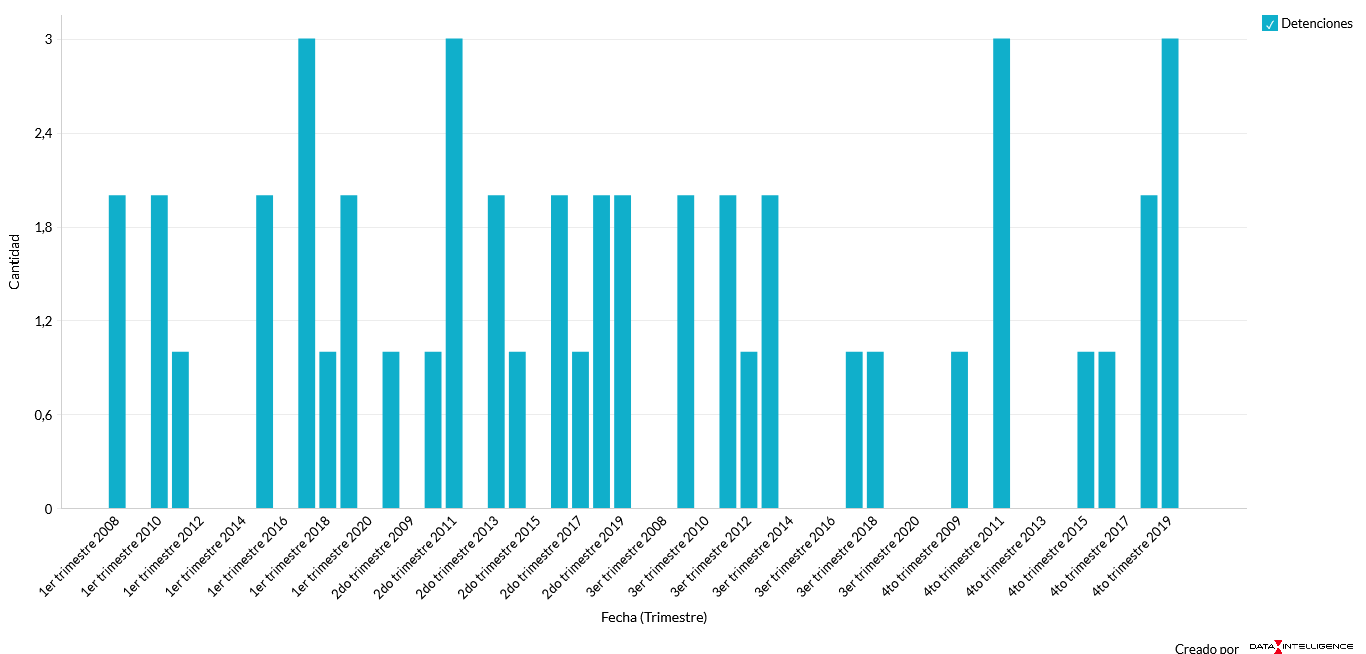 Detenciones
3
2,4
1,8
1,2
0,6
0
Cantidad
1er trimestre 2008
1er trimestre 2010
1er trimestre 2012
1er trimestre 2014
1er trimestre 2016
1er trimestre 2018
1er trimestre 2020
2do trimestre 2009
2do trimestre 2011
2do trimestre 2013
2do trimestre 2015
2do trimestre 2017
2do trimestre 2019
3er trimestre 2008
3er trimestre 2010
3er trimestre 2012
3er trimestre 2014
3er trimestre 2016
3er trimestre 2018
3er trimestre 2020
4to trimestre 2009
4to trimestre 2011
4to trimestre 2013
4to trimestre 2015
4to trimestre 2017
4to trimestre 2019
Fecha (Trimestre)
Creado por DATA INTELLIGENCE